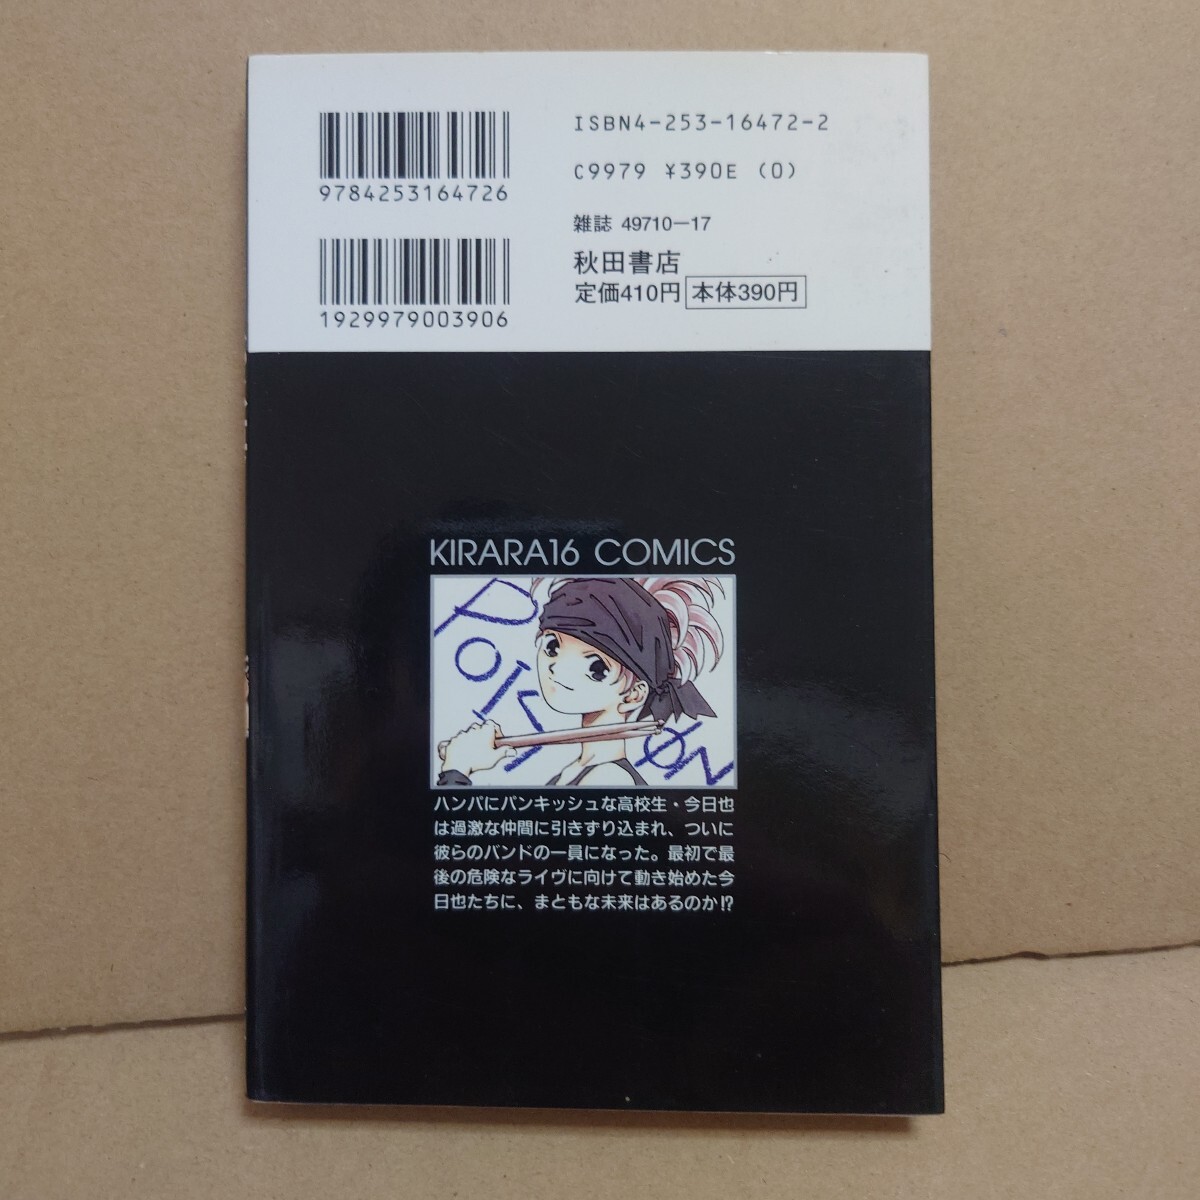 ISBN4-253-16472-2
9784253164726
C9979 ¥390E (0)
雑誌 49710-17
1929979003906
秋田書店
定価410円 本体390円
KIRARA16 COMICS
POISON
ハンパにパンキッシュな高校生・今日也
は過激な仲間に引きずり込まれ、ついに
彼らのバンドの一員になった。最初で最
後の危険なライヴに向けて動き始めた今
日也たちに、まともな未来はあるのか!?